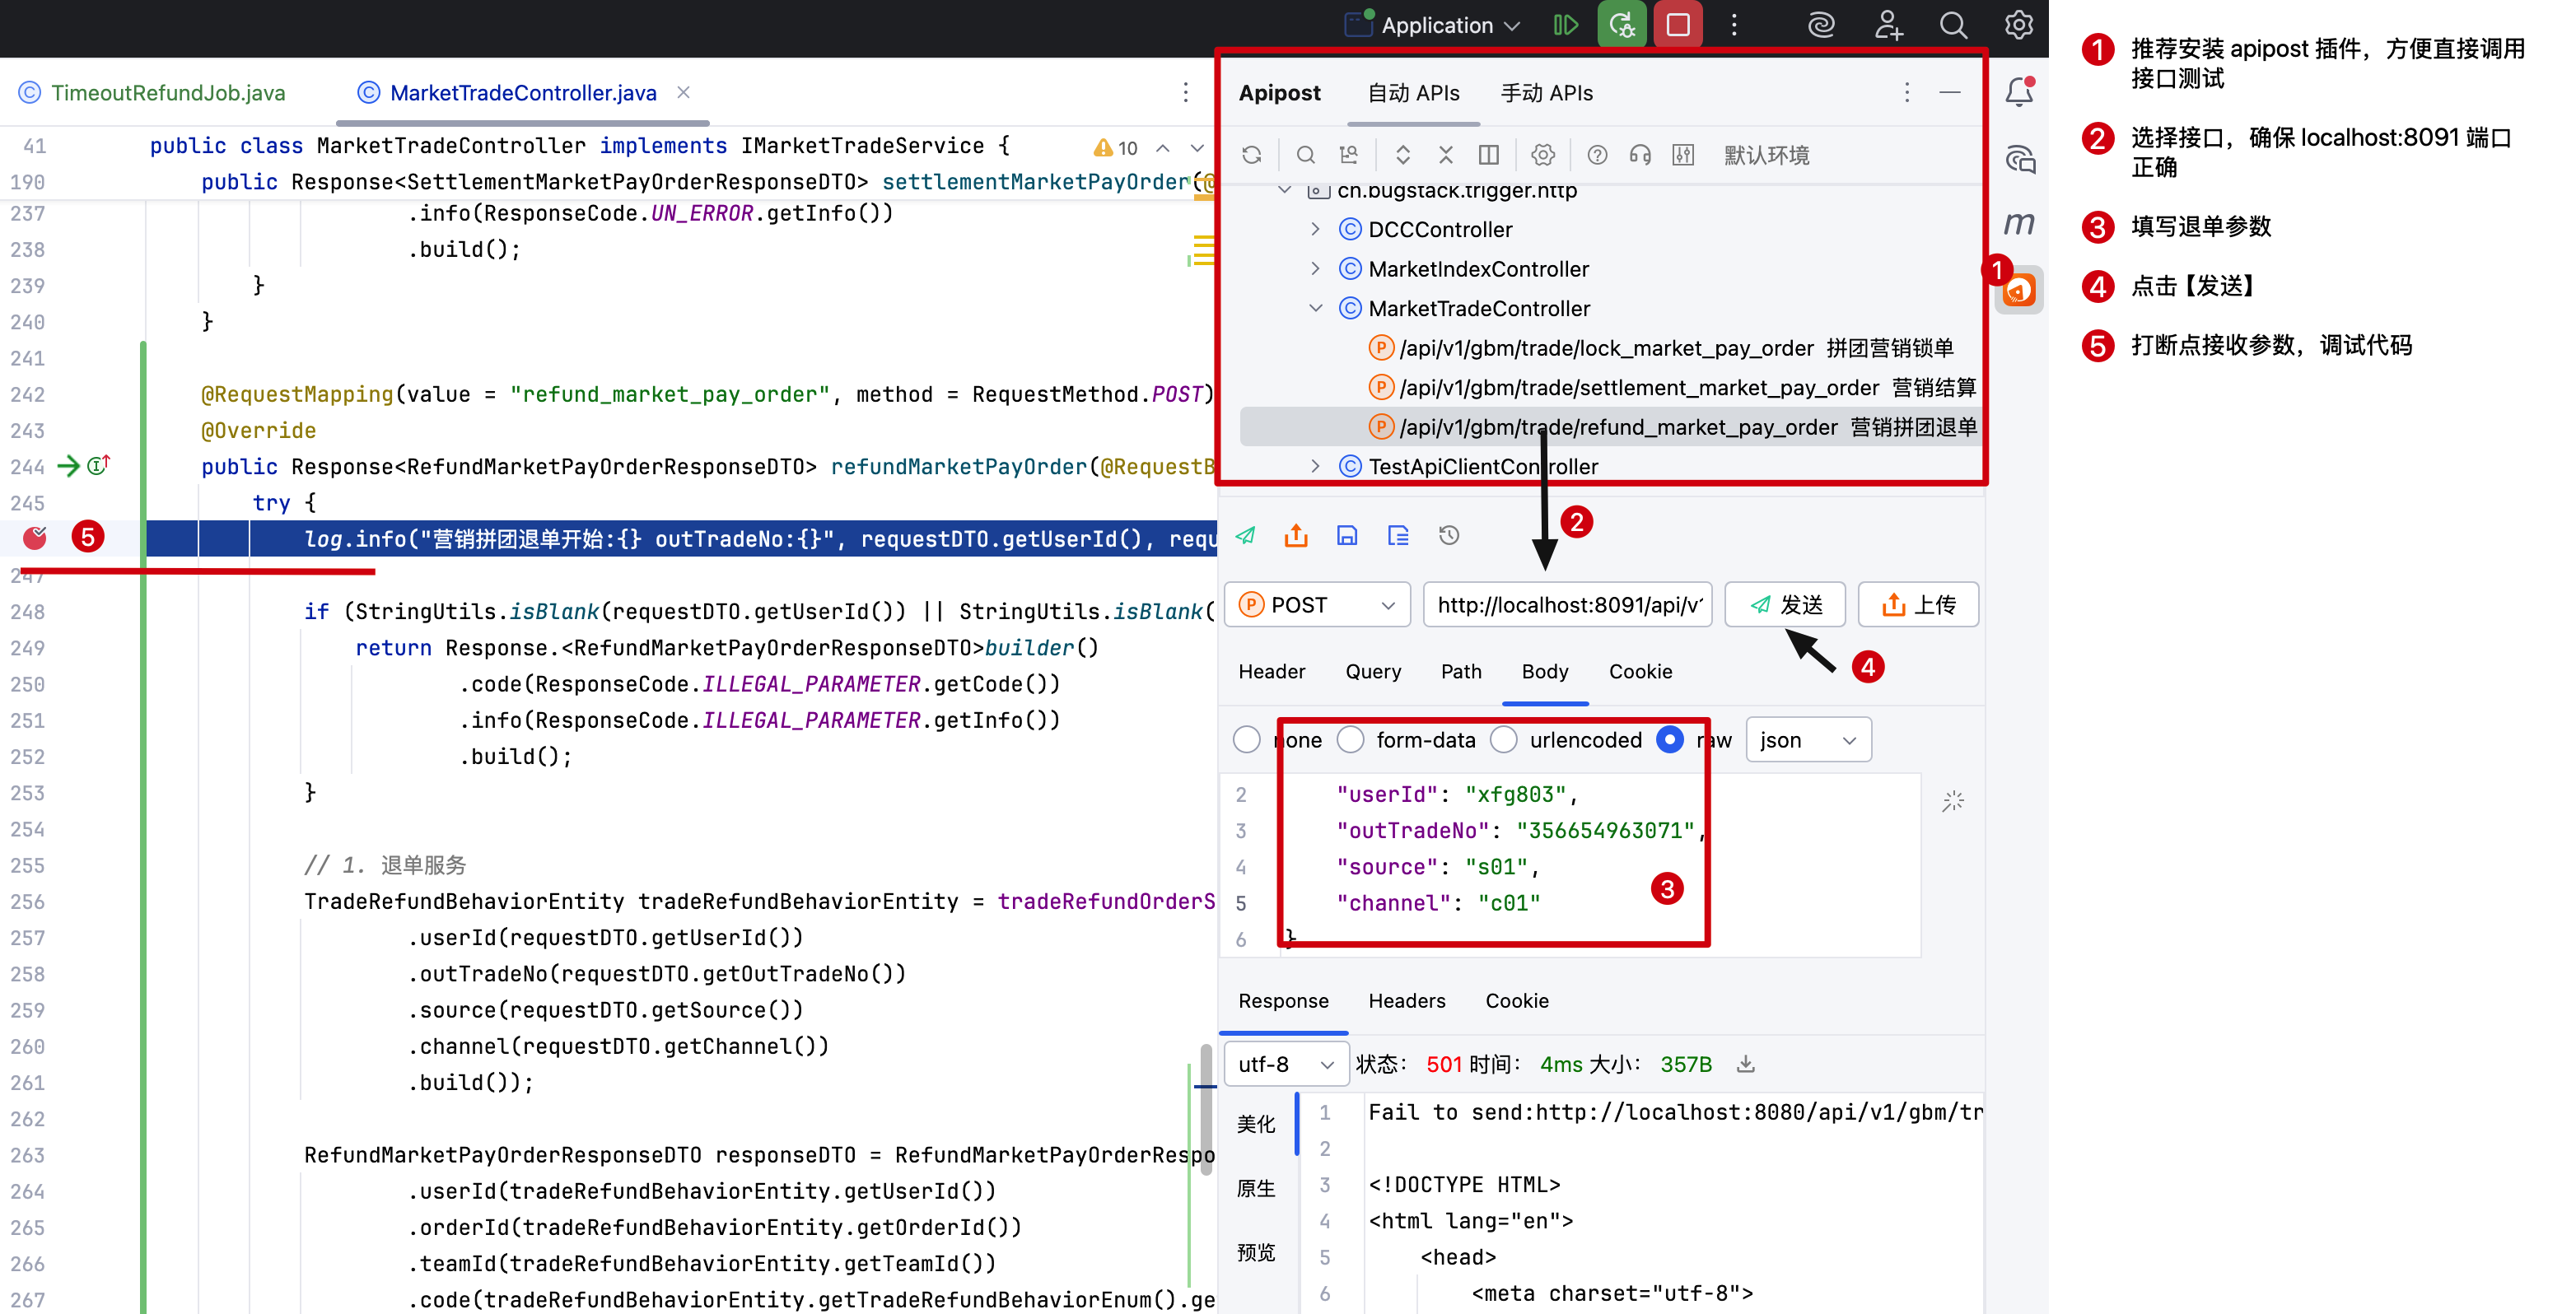 Application
TimeoutRefundJob.java
MarketTradeController.java
41 public class MarketTradeController implements IMarketTradeService {
10
190 public Response<SettlementMarketPayOrderResponseDTO> settlementMarketPayOrder(@
237 .info(ResponseCode.UN_ERROR.getInfo())
238 .build();
239 }
240 }
241
242 @RequestMapping(value = "refund_market_pay_order", method = RequestMethod.POST)
243 @Override
244 public Response<RefundMarketPayOrderResponseDTO> refundMarketPayOrder(@RequestB
245 try {
5 log.info("营销拼团退单开始:{} outTradeNo:{}", requestDTO.getUserId(), requ
247
248 if (StringUtils.isBlank(requestDTO.getUserId()) || StringUtils.isBlank(
249 return Response.<RefundMarketPayOrderResponseDTO>builder()
250 .code(ResponseCode.ILLEGAL_PARAMETER.getCode())
251 .info(ResponseCode.ILLEGAL_PARAMETER.getInfo())
252 .build();
253 }
254
255 // 1. 退单服务
256 TradeRefundBehaviorEntity tradeRefundBehaviorEntity = tradeRefundOrderS
257 .userId(requestDTO.getUserId())
258 .outTradeNo(requestDTO.getOutTradeNo())
259 .source(requestDTO.getSource())
260 .channel(requestDTO.getChannel())
261 .build());
262
263 RefundMarketPayOrderResponseDTO responseDTO = RefundMarketPayOrderRespo
264 .userId(tradeRefundBehaviorEntity.getUserId())
265 .orderId(tradeRefundBehaviorEntity.getOrderId())
266 .teamId(tradeRefundBehaviorEntity.getTeamId())
267 .code(tradeRefundBehaviorEntity.getTradeRefundBehaviorEnum().ge
Apipost 自动 APIs 手动 APIs
默认环境
cn.bugstack.trigger.http
DCCController
MarketIndexController
MarketTradeController
P /api/v1/gbm/trade/lock_market_pay_order 拼团营销锁单
P /api/v1/gbm/trade/settlement_market_pay_order 营销结算
P /api/v1/gbm/trade/refund_market_pay_order 营销拼团退单
TestApiClientController
m
1
2
P POST http://localhost:8091/api/v1 发送 上传
4
Header Query Path Body Cookie
none form-data urlencoded raw json
2 "userId": "xfg803",
3 "outTradeNo": "356654963071",
4 "source": "s01",
3
5 "channel": "c01"
6 }
Response Headers Cookie
utf-8 状态： 501 时间： 4ms 大小： 357B
美化
原生
预览
1 Fail to send:http://localhost:8080/api/v1/gbm/tr
2
3 <!DOCTYPE HTML>
4 <html lang="en">
5 <head>
6 <meta charset="utf-8">
1 推荐安装 apipost 插件，方便直接调用
接口测试
2 选择接口，确保 localhost:8091 端口
正确
3 填写退单参数
4 点击【发送】
5 打断点接收参数，调试代码